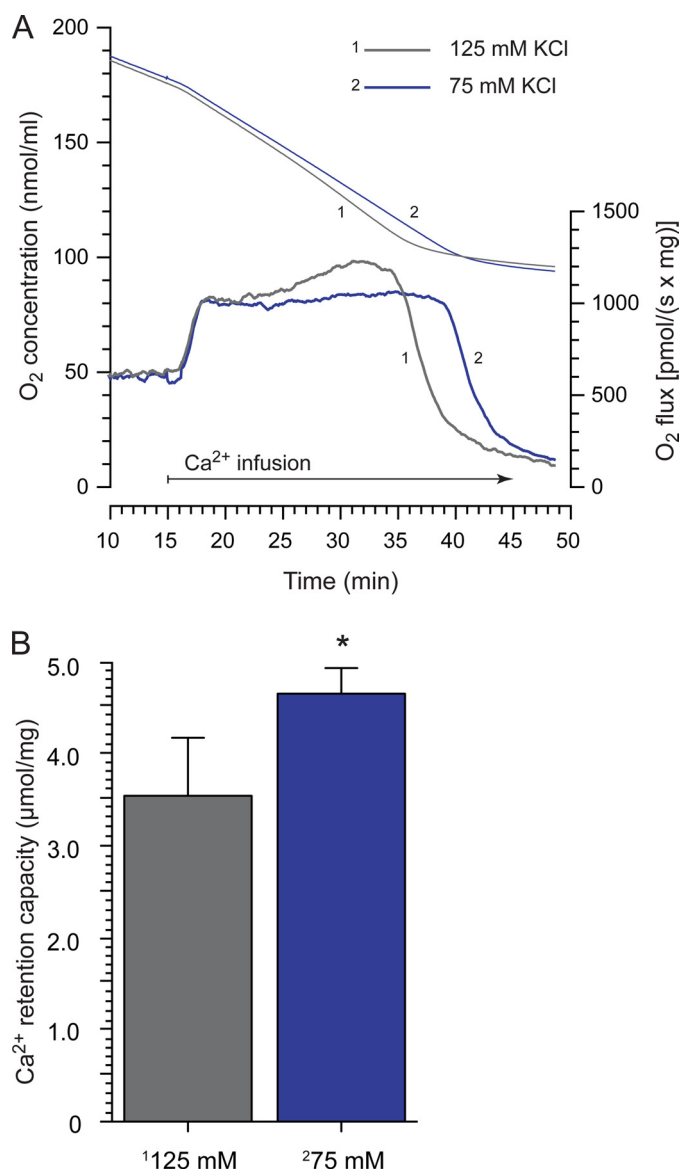 A
200
150
100
50
0
O₂ concentration (nmol/ml)
1 125 mM KCl
2 75 mM KCl
1500
1000
500
0
O₂ flux [pmol/(s x mg)]
1
2
1
2
Ca²⁺ infusion
10 15 20 25 30 35 40 45 50
Time (min)
B
*
5.0
4.0
3.0
2.0
1.0
0
Ca²⁺ retention capacity (μmol/mg)
¹125 mM
²75 mM